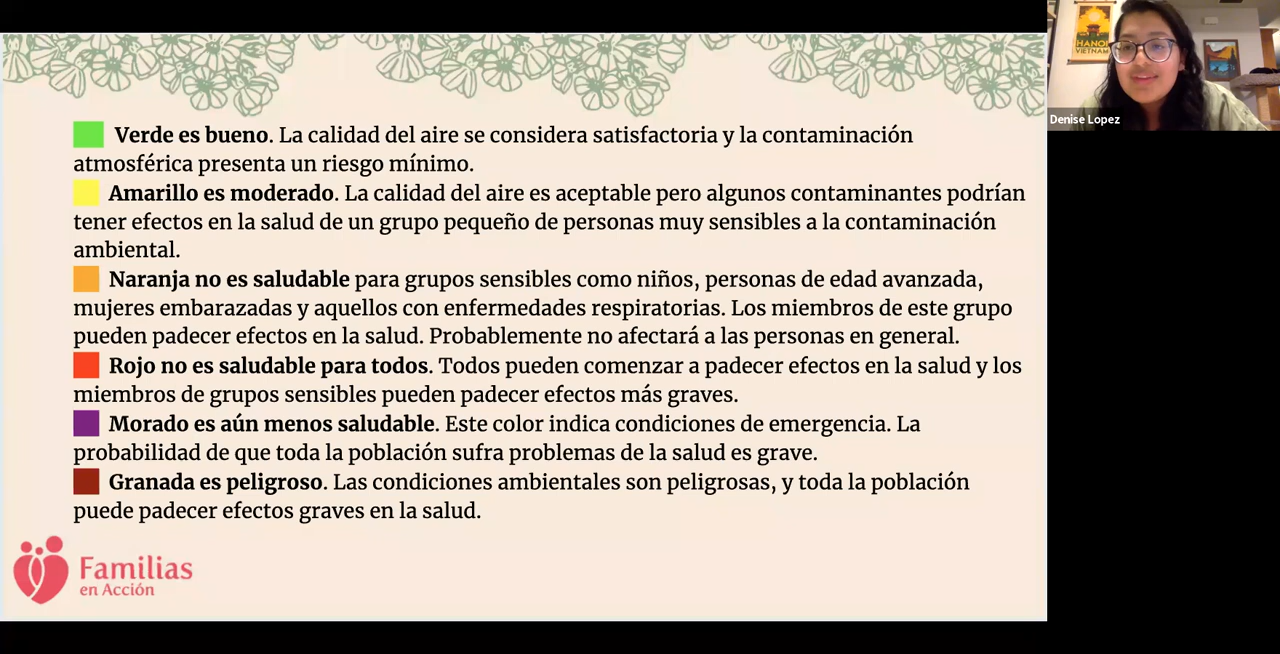 Verde es bueno. La calidad del aire se considera satisfactoria y la contaminación
atmosférica presenta un riesgo mínimo.
Amarillo es moderado. La calidad del aire es aceptable pero algunos contaminantes podrían
tener efectos en la salud de un grupo pequeño de personas muy sensibles a la contaminación
ambiental.
Naranja no es saludable para grupos sensibles como niños, personas de edad avanzada,
mujeres embarazadas y aquellos con enfermedades respiratorias. Los miembros de este grupo
pueden padecer efectos en la salud. Probablemente no afectará a las personas en general.
Rojo no es saludable para todos. Todos pueden comenzar a padecer efectos en la salud y los
miembros de grupos sensibles pueden padecer efectos más graves.
Morado es aún menos saludable. Este color indica condiciones de emergencia. La
probabilidad de que toda la población sufra problemas de la salud es grave.
Granada es peligroso. Las condiciones ambientales son peligrosas, y toda la población
puede padecer efectos graves en la salud.
Familias
en Acción
HANOI
VIETNAM
Denise Lopez